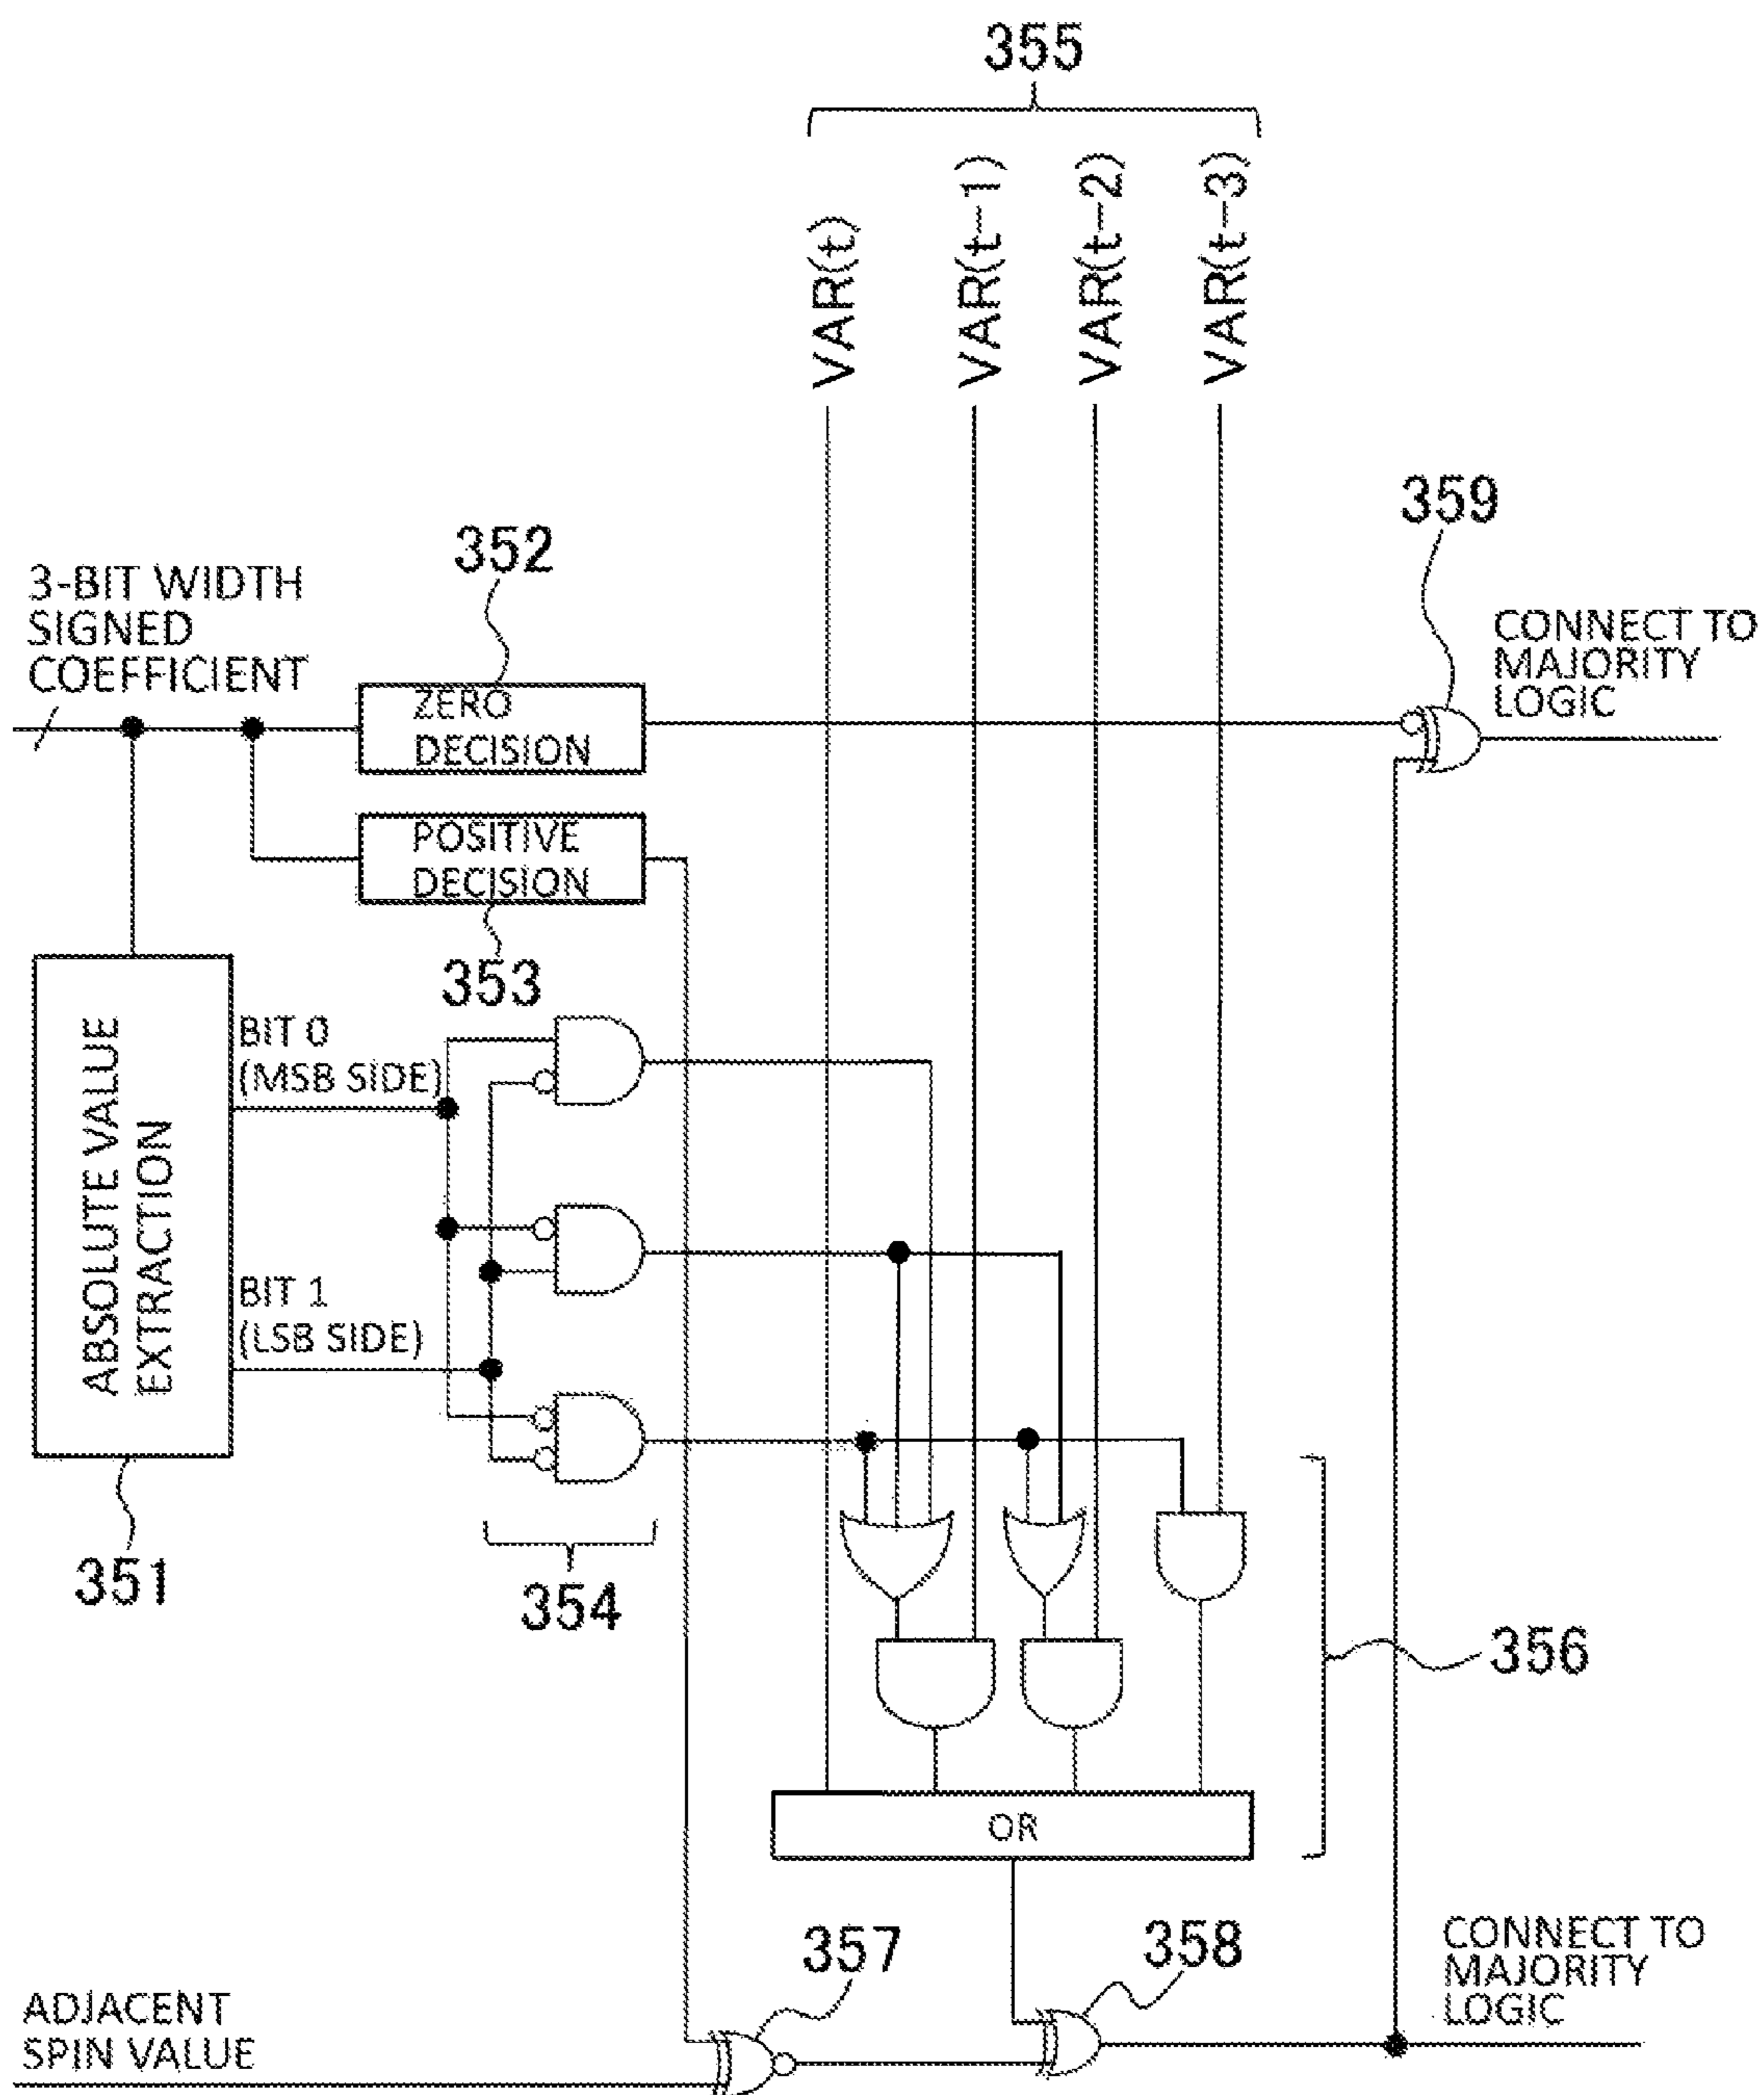 355
VAR(t)
VAR(t-1)
VAR(t-2)
VAR(t-3)
359
352
3-BIT WIDTH
SIGNED
COEFFICIENT
CONNECT TO
MAJORITY
LOGIC
ZERO
DECISION
POSITIVE
DECISION
353
BIT 0
(MSB SIDE)
ABSOLUTE VALUE
EXTRACTION
BIT 1
(LSB SIDE)
351
354
356
OR
357
358
CONNECT TO
MAJORITY
LOGIC
ADJACENT
SPIN VALUE